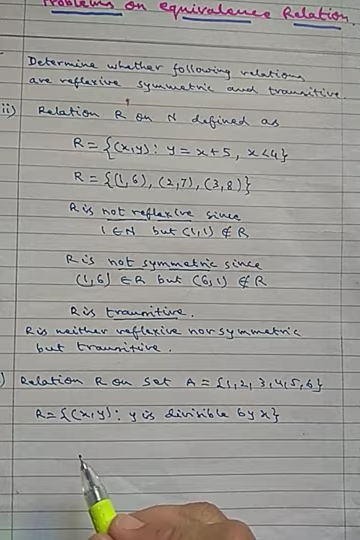 Problems on equivalence Relation.
Determine whether following relations
are reflexive symmetric and transitive.
ii) Relation R on N defined as
R = {(x,y): y = x+5, x<4}
R = {(1,6), (2,7), (3,8)}
R is not reflexive since
1 ∈ N but (1,1) ∉ R
R is not symmetric since
(1,6) ∈ R but (6,1) ∉ R
R is transitive.
R is neither reflexive nor symmetric
but transitive.
) Relation R on set A = {1,2,3,4,5,6}
R = {(x,y): y is divisible by x}